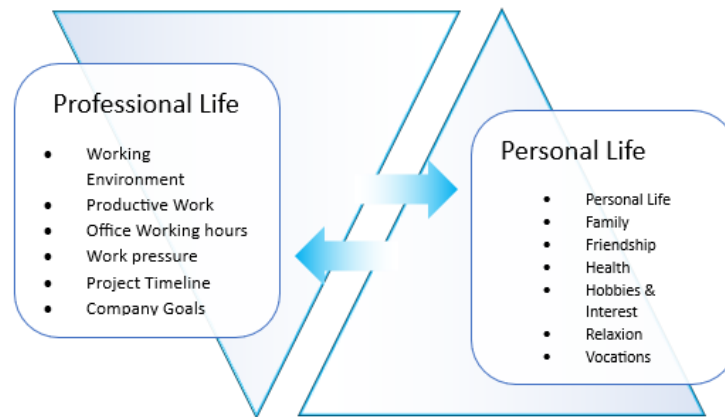 Professional Life
• Working
Environment
• Productive Work
• Office Working hours
• Work pressure
• Project Timeline
• Company Goals
Personal Life
• Personal Life
• Family
• Friendship
• Health
• Hobbies &
Interest
• Relaxion
• Vocations